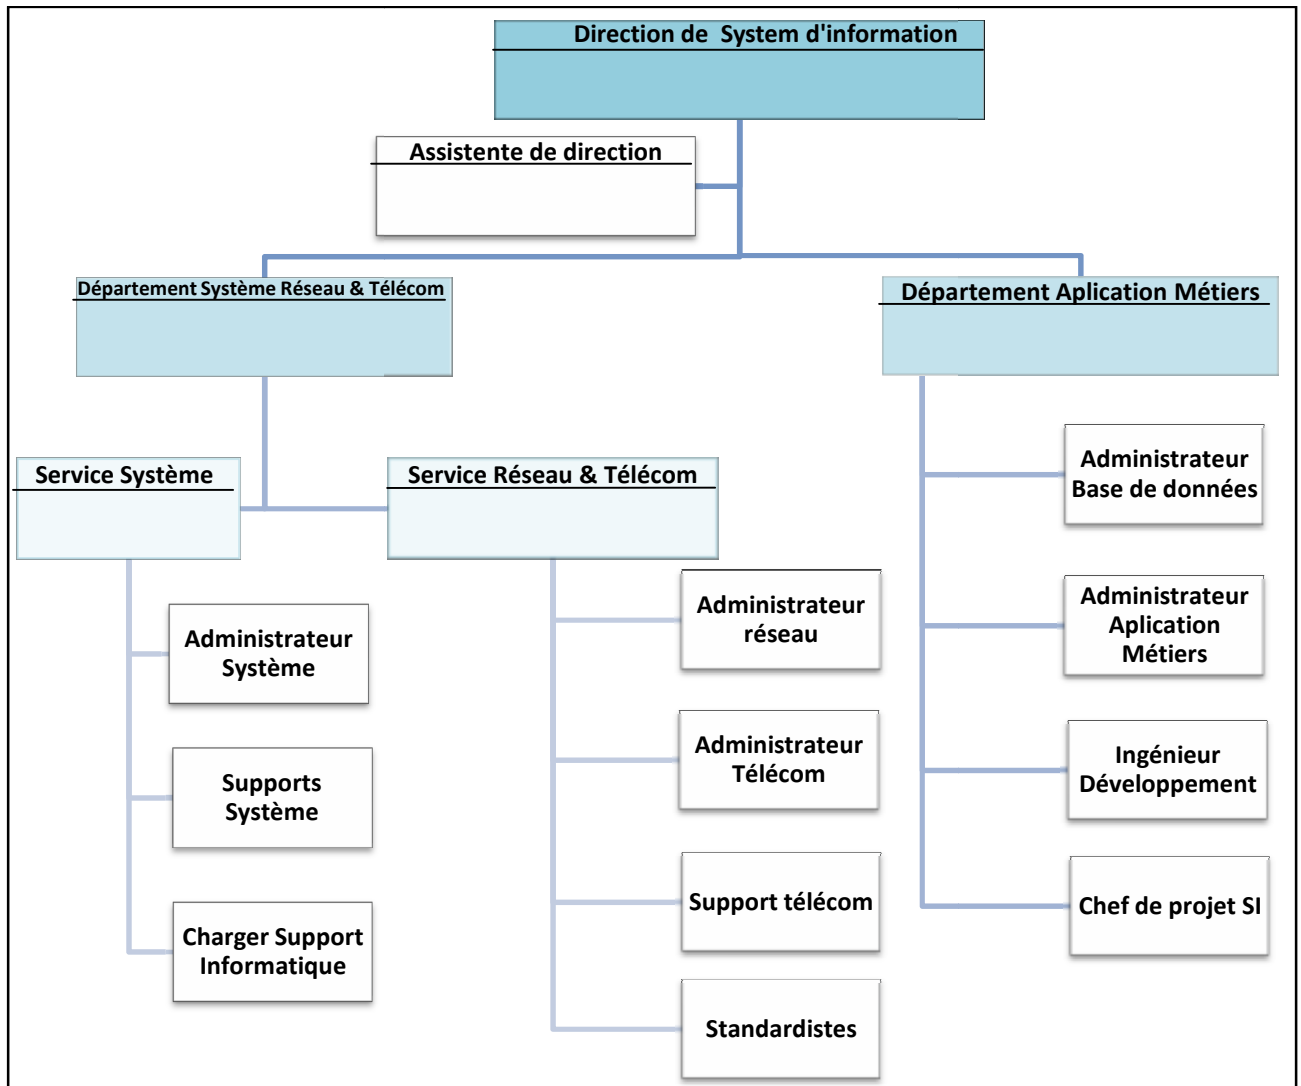 Direction de System d'information
Assistente de direction
Département Système Réseau & Télécom
Département Aplication Métiers
Service Système
Service Réseau & Télécom
Administrateur
Système
Supports
Système
Charger Support
Informatique
Administrateur
réseau
Administrateur
Télécom
Support télécom
Standardistes
Administrateur
Base de données
Administrateur
Aplication
Métiers
Ingénieur
Développement
Chef de projet SI